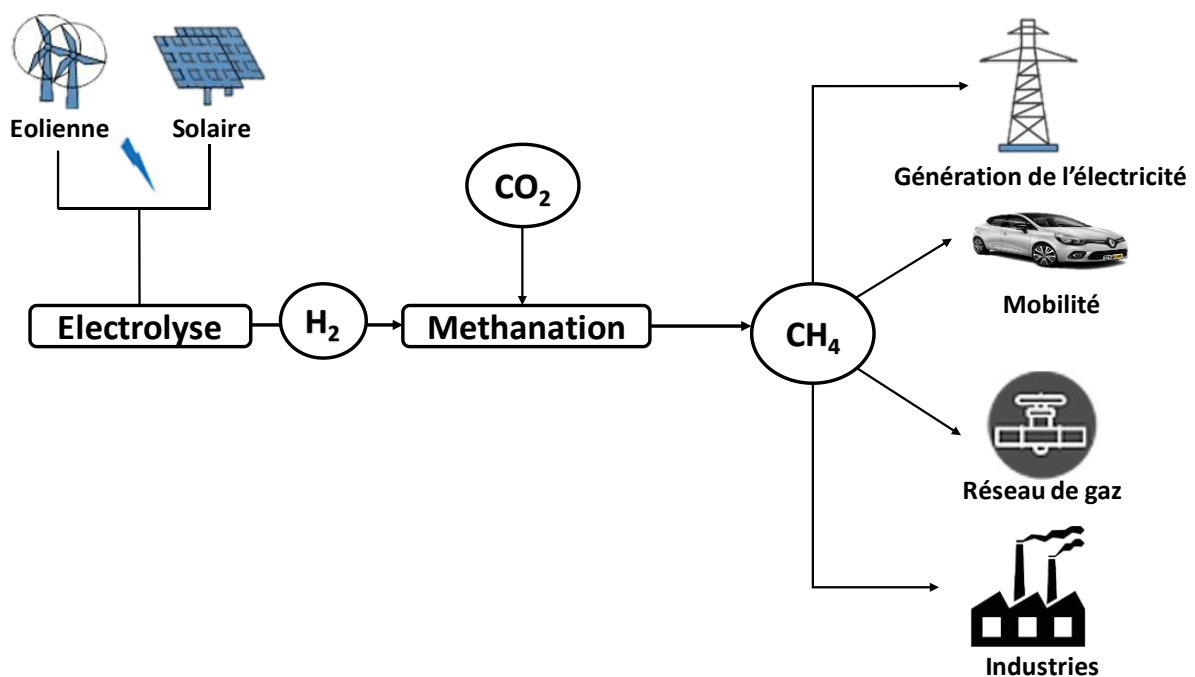 Eolienne
Solaire
CO₂
Electrolyse
H₂
Methanation
CH₄
Génération de l’électricité
Mobilité
Réseau de gaz
Industries